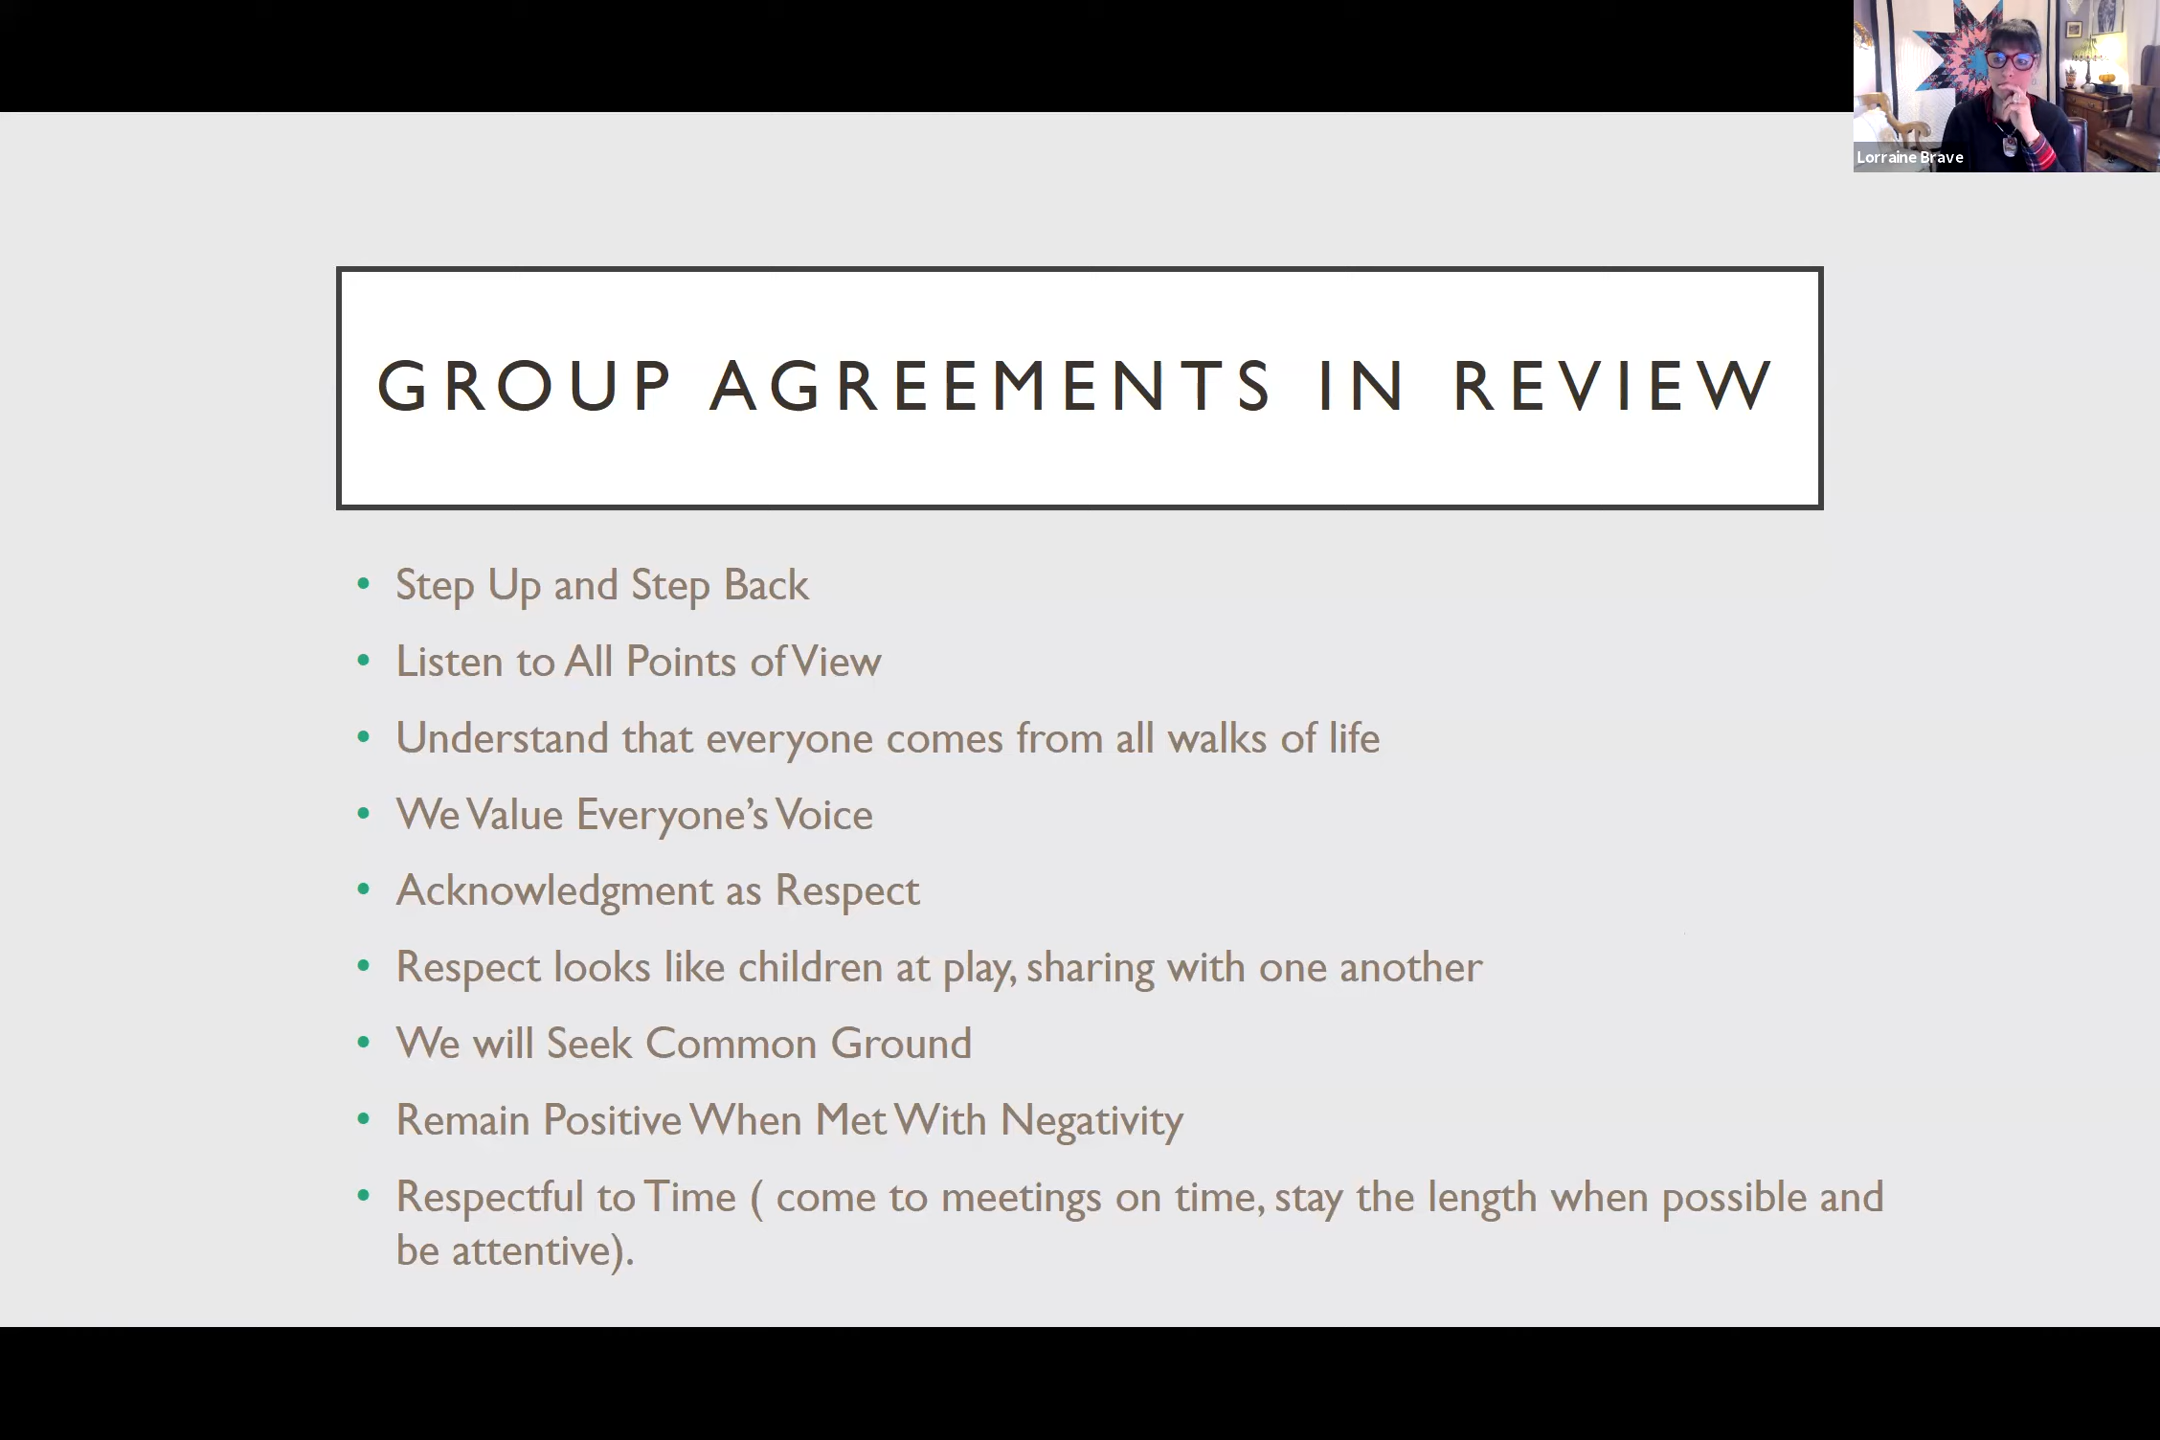 Lorraine Brave
GROUP AGREEMENTS IN REVIEW
• Step Up and Step Back
• Listen to All Points of View
• Understand that everyone comes from all walks of life
• We Value Everyone’s Voice
• Acknowledgment as Respect
• Respect looks like children at play, sharing with one another
• We will Seek Common Ground
• Remain Positive When Met With Negativity
• Respectful to Time ( come to meetings on time, stay the length when possible and
be attentive).